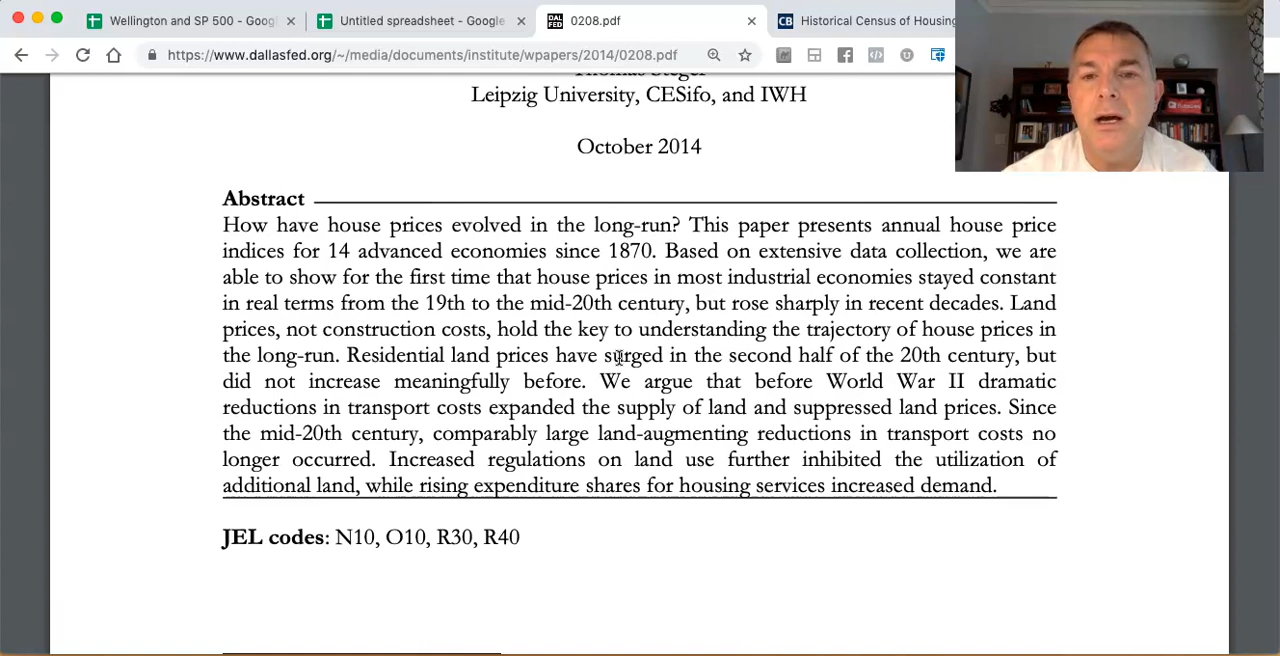 Wellington and SP 500 - Goog
Untitled spreadsheet - Google
DAL FED
0208.pdf
CB
Historical Census of Housing
https://www.dallasfed.org/~/media/documents/institute/wpapers/2014/0208.pdf
Thomas Steger
Leipzig University, CESifo, and IWH
October 2014
Abstract
How have house prices evolved in the long-run? This paper presents annual house price
indices for 14 advanced economies since 1870. Based on extensive data collection, we are
able to show for the first time that house prices in most industrial economies stayed constant
in real terms from the 19th to the mid-20th century, but rose sharply in recent decades. Land
prices, not construction costs, hold the key to understanding the trajectory of house prices in
the long-run. Residential land prices have surged in the second half of the 20th century, but
did not increase meaningfully before. We argue that before World War II dramatic
reductions in transport costs expanded the supply of land and suppressed land prices. Since
the mid-20th century, comparably large land-augmenting reductions in transport costs no
longer occurred. Increased regulations on land use further inhibited the utilization of
additional land, while rising expenditure shares for housing services increased demand.
JEL codes: N10, O10, R30, R40